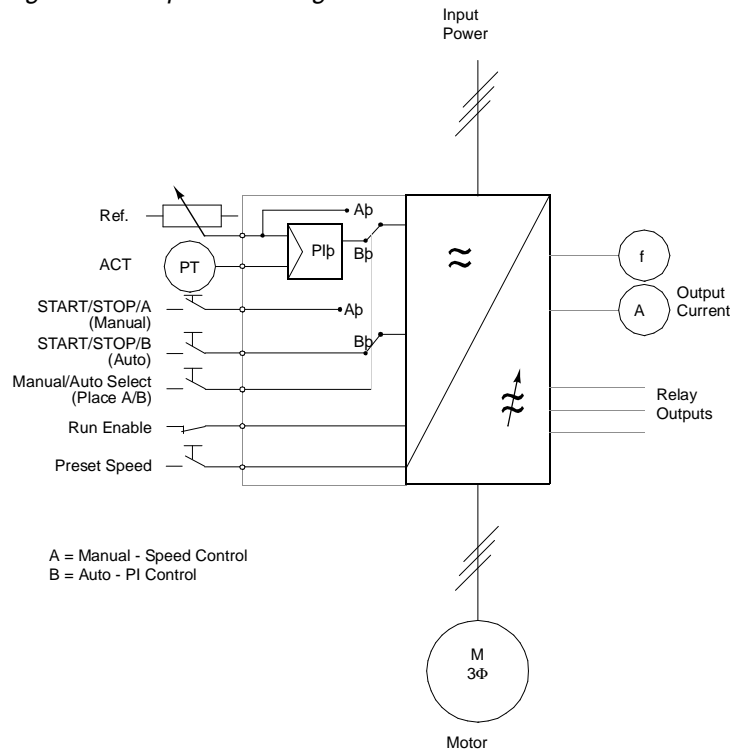 Input
Power
Ref.
Aþ
PIþ
Bþ
ACT
PT
f
START/STOP/A
(Manual)
Aþ
A
Output
Current
START/STOP/B
(Auto)
Bþ
Manual/Auto Select
(Place A/B)
Relay
Outputs
Run Enable
Preset Speed
A = Manual - Speed Control
B = Auto - PI Control
M
3Φ
Motor